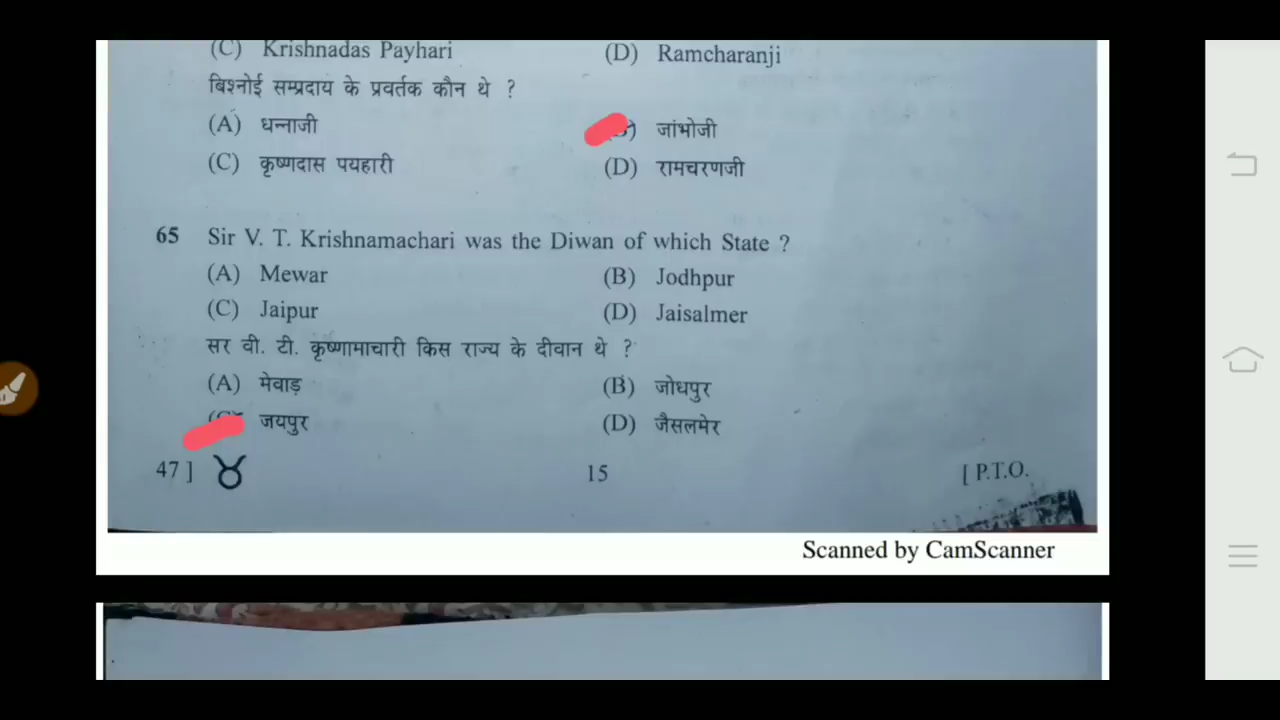 (C) Krishnadas Payhari (D) Ramcharanji
बिश्नोई सम्प्रदाय के प्रवर्तक कौन थे ?
(A) धन्नाजी जांभोजी
(C) कृष्णदास पयहारी (D) रामचरणजी
65 Sir V. T. Krishnamachari was the Diwan of which State ?
(A) Mewar (B) Jodhpur
(C) Jaipur (D) Jaisalmer
सर वी. टी. कृष्णामाचारी किस राज्य के दीवान थे ?
(A) मेवाड़ (B) जोधपुर
जयपुर (D) जैसलमेर
47 ] ♉ 15 [ P.T.O.
Scanned by CamScanner